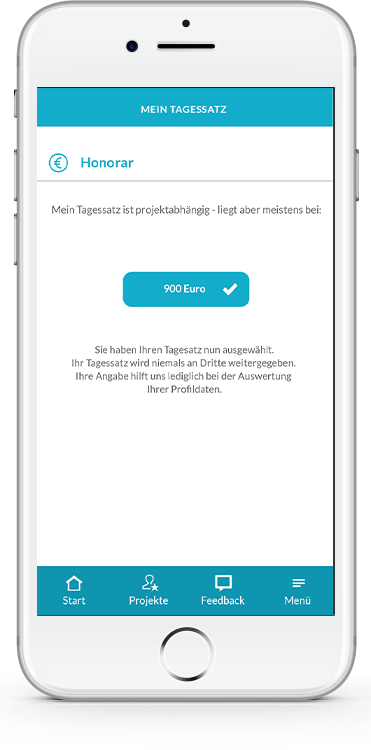 MEIN TAGESSATZ
Honorar
Mein Tagessatz ist projektabhängig - liegt aber meistens bei:
900 Euro
Sie haben Ihren Tagesatz nun ausgewählt.
Ihr Tagessatz wird niemals an Dritte weitergegeben.
Ihre Angabe hilft uns lediglich bei der Auswertung
Ihrer Profildaten.
Start Projekte Feedback Menü